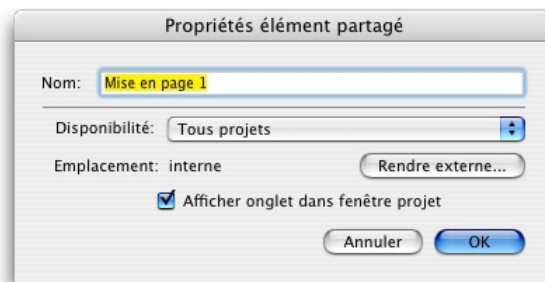 Propriétés élément partagé
Nom: Mise en page 1
Disponibilité: Tous projets
Emplacement: interne Rendre externe...
Afficher onglet dans fenêtre projet
Annuler OK